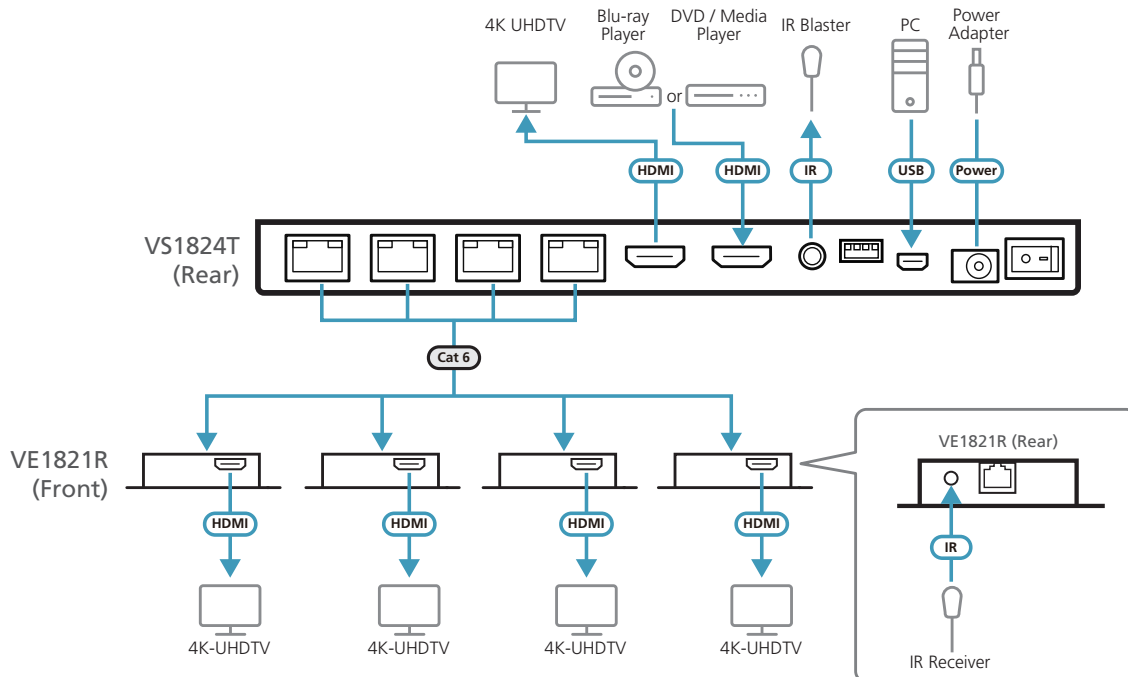 4K UHDTV
Blu-ray
Player
or
DVD / Media
Player
IR Blaster
PC
Power
Adapter
HDMI
HDMI
IR
USB
Power
VS1824T
(Rear)
Cat 6
VE1821R
(Front)
HDMI
HDMI
HDMI
HDMI
4K-UHDTV
4K-UHDTV
4K-UHDTV
4K-UHDTV
VE1821R (Rear)
IR
IR Receiver